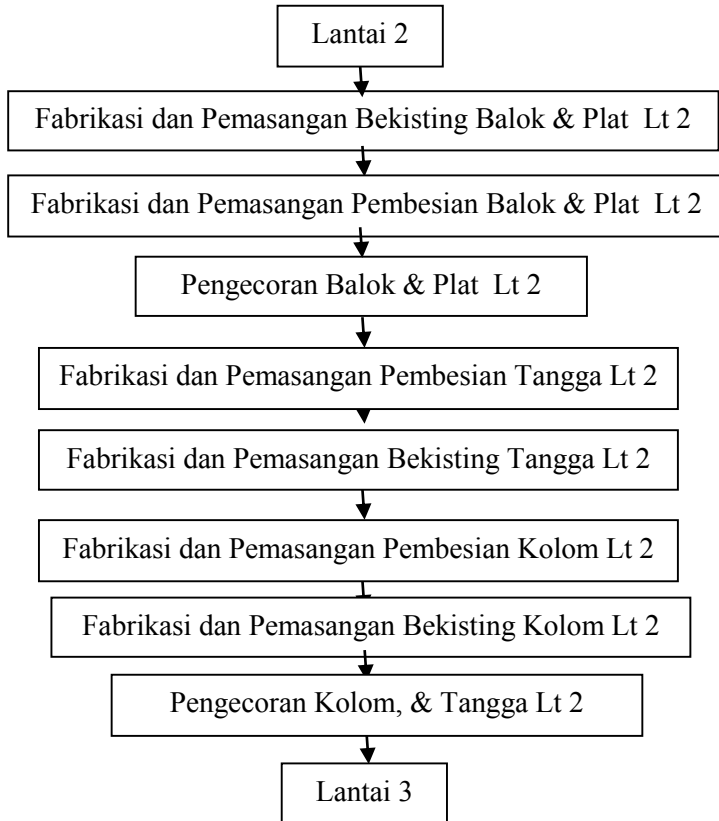 Lantai 2
Fabrikasi dan Pemasangan Bekisting Balok & Plat Lt 2
Fabrikasi dan Pemasangan Pembesian Balok & Plat Lt 2
Pengecoran Balok & Plat Lt 2
Fabrikasi dan Pemasangan Pembesian Tangga Lt 2
Fabrikasi dan Pemasangan Bekisting Tangga Lt 2
Fabrikasi dan Pemasangan Pembesian Kolom Lt 2
Fabrikasi dan Pemasangan Bekisting Kolom Lt 2
Pengecoran Kolom, & Tangga Lt 2
Lantai 3